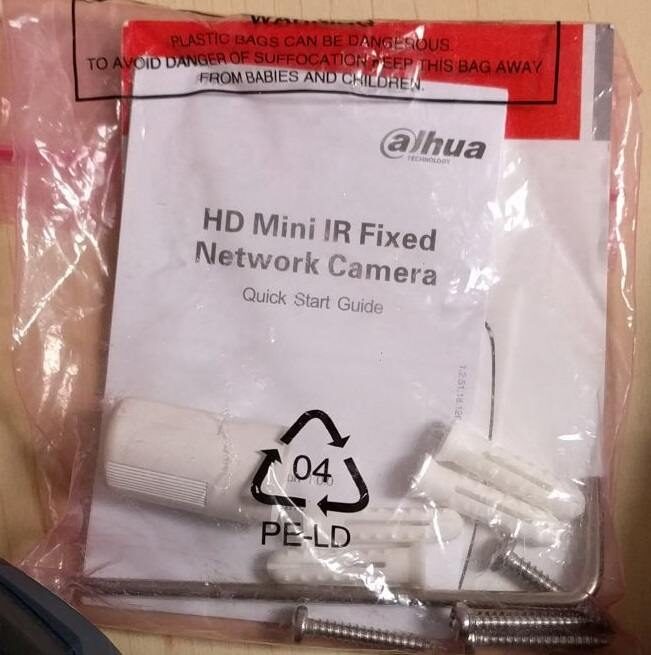 WARNING
PLASTIC BAGS CAN BE DANGEROUS.
TO AVOID DANGER OF SUFFOCATION KEEP THIS BAG AWAY
FROM BABIES AND CHILDREN.
alhua
TECHNOLOGY
HD Mini IR Fixed
Network Camera
Quick Start Guide
04
PE-LD